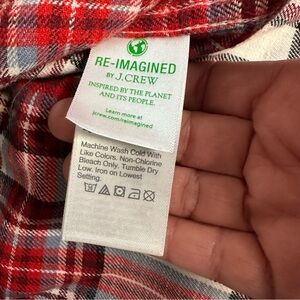 RE-IMAGINED
BY J.CREW
INSPIRED BY THE PLANET
AND ITS PEOPLE.
Learn more at
jcrew.com/reimagined
Machine Wash Cold With
Like Colors. Non-Chlorine
Bleach Only. Tumble Dry
Low. Iron on Lowest
Setting.